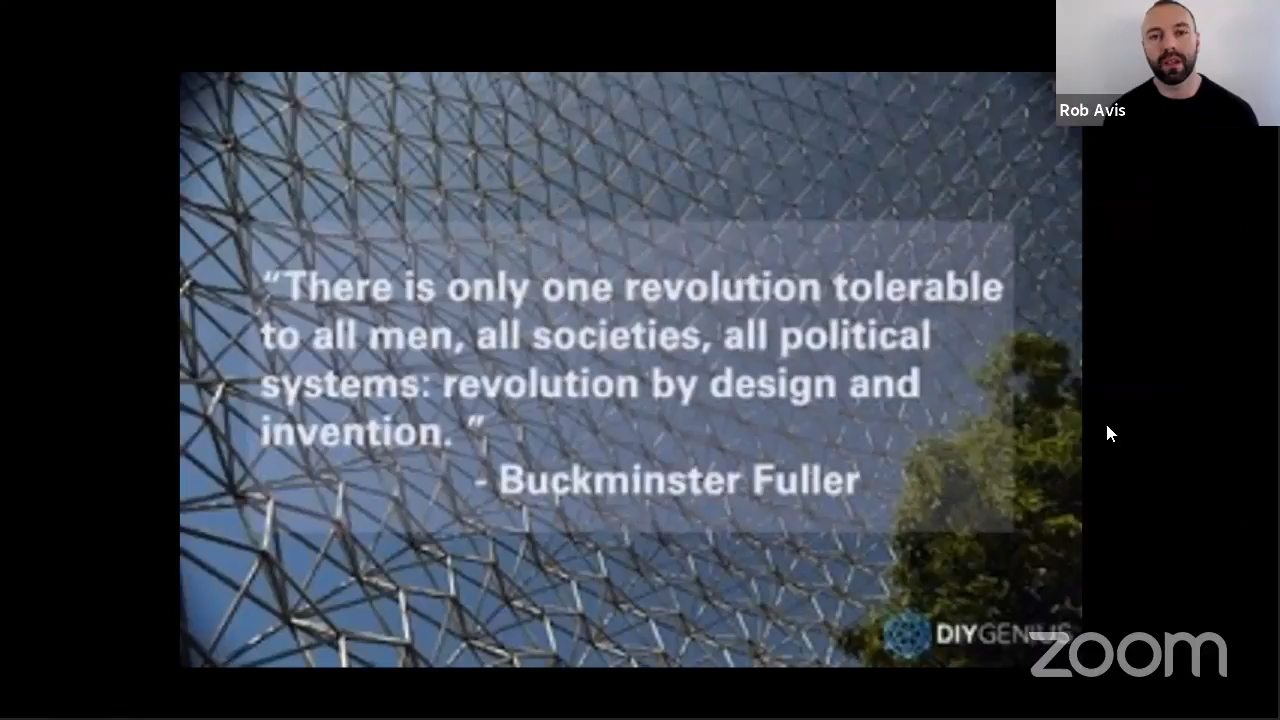 Rob Avis
“There is only one revolution tolerable
to all men, all societies, all political
systems: revolution by design and
invention. ”
- Buckminster Fuller
DIYGENIUS
zoom